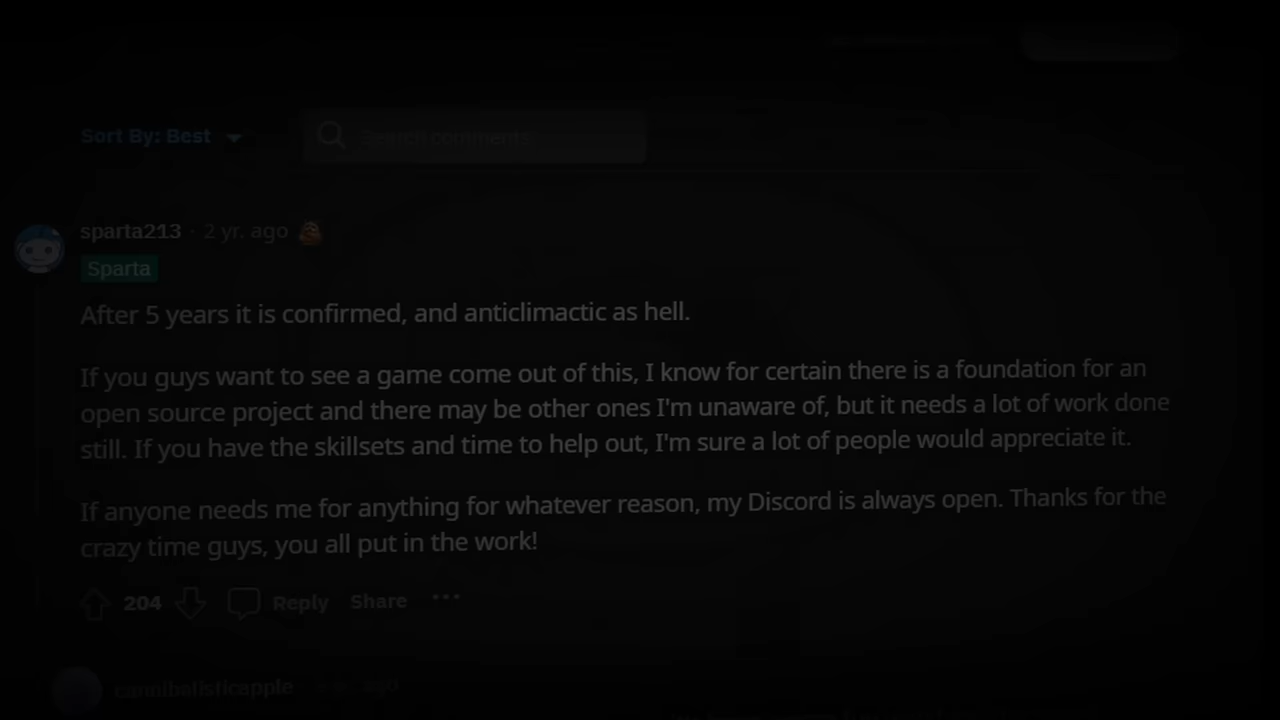 Sort By: Best
Search comments
sparta213 · 2 yr. ago
Sparta
After 5 years it is confirmed, and anticlimactic as hell.
If you guys want to see a game come out of this, I know for certain there is a foundation for an
open source project and there may be other ones I'm unaware of, but it needs a lot of work done
still. If you have the skillsets and time to help out, I'm sure a lot of people would appreciate it.
If anyone needs me for anything for whatever reason, my Discord is always open. Thanks for the
crazy time guys, you all put in the work!
204 Reply Share ···
cannibalisticapple ago